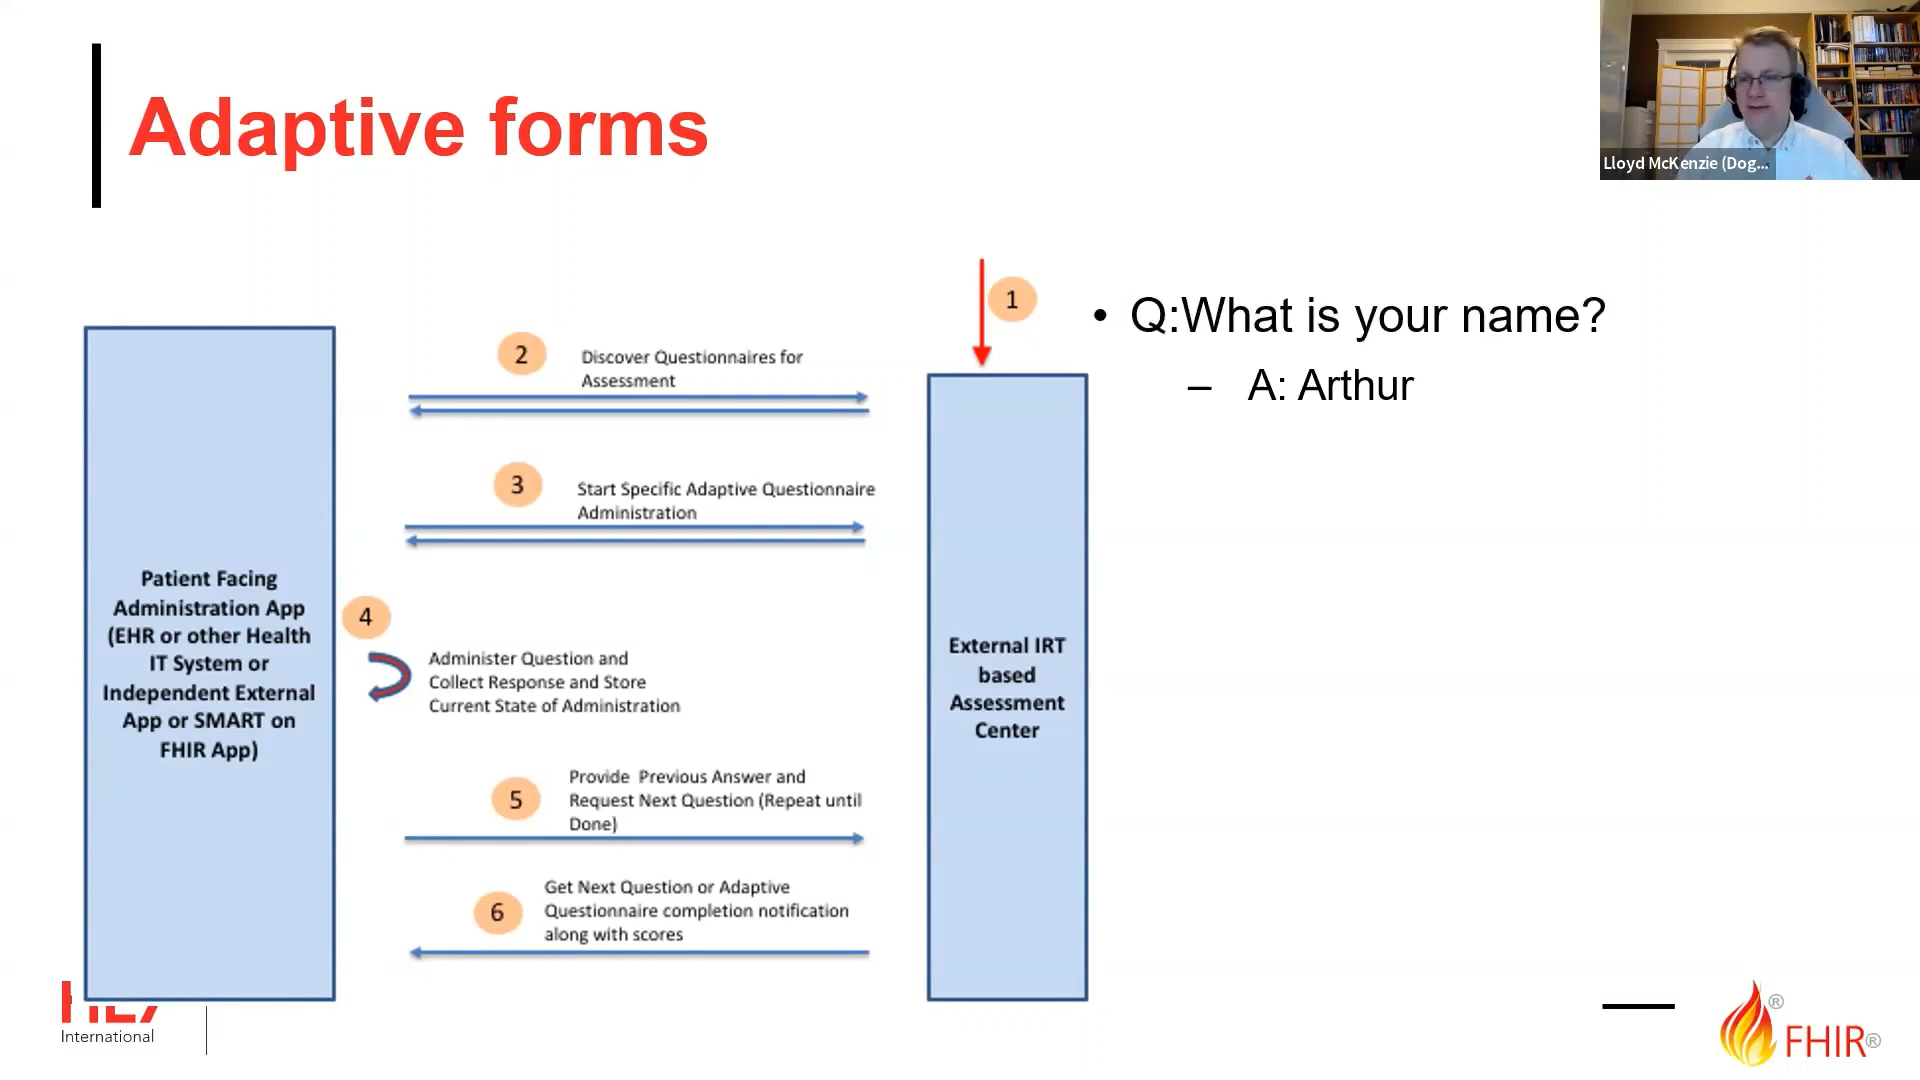 Adaptive forms
Lloyd McKenzie (Dog...
1
• Q:What is your name?
– A: Arthur
2
Discover Questionnaires for
Assessment
3
Start Specific Adaptive Questionnaire
Administration
Patient Facing
Administration App
(EHR or other Health
IT System or
Independent External
App or SMART on
FHIR App)
4
Administer Question and
Collect Response and Store
Current State of Administration
External IRT
based
Assessment
Center
5
Provide Previous Answer and
Request Next Question (Repeat until
Done)
6
Get Next Question or Adaptive
Questionnaire completion notification
along with scores
International
®
FHIR®